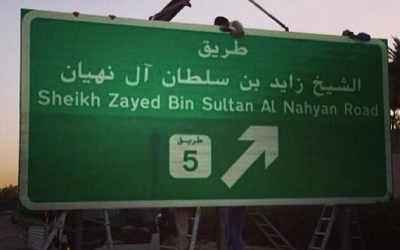 طريق
الشيخ زايد بن سلطان آل نهيان
Sheikh Zayed Bin Sultan Al Nahyan Road
طريق
5